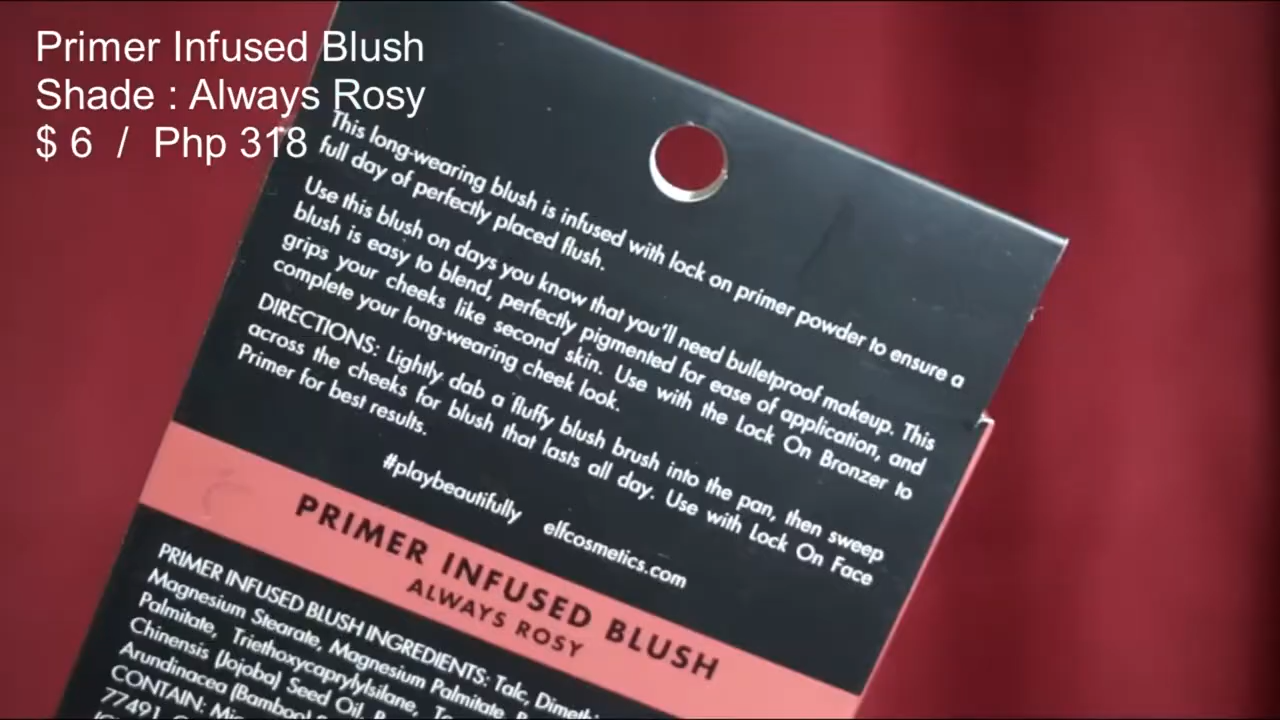 Primer Infused Blush
Shade : Always Rosy
$ 6 / Php 318
This long-wearing blush is infused with lock on primer powder to ensure a
full day of perfectly placed flush.
Use this blush on days you know that you'll need bulletproof makeup. This
blush is easy to blend, perfectly pigmented for ease of application, and
grips your cheeks like second skin. Use with the Lock On Bronzer to
complete your long-wearing cheek look.
DIRECTIONS: Lightly dab a fluffy blush brush into the pan, then sweep
across the cheeks for blush that lasts all day. Use with Lock On Face
Primer for best results.
#playbeautifully elfcosmetics.com
PRIMER INFUSED BLUSH
ALWAYS ROSY
PRIMER INFUSED BLUSH INGREDIENTS: Talc,
Magnesium Stearate, Magnesium Palmitate,
Palmitate, Triethoxycaprylylsilane,
Chinensis (Jojoba) Seed Oil,
Arundinacea (Bamboo)
CONTAIN:
77491,